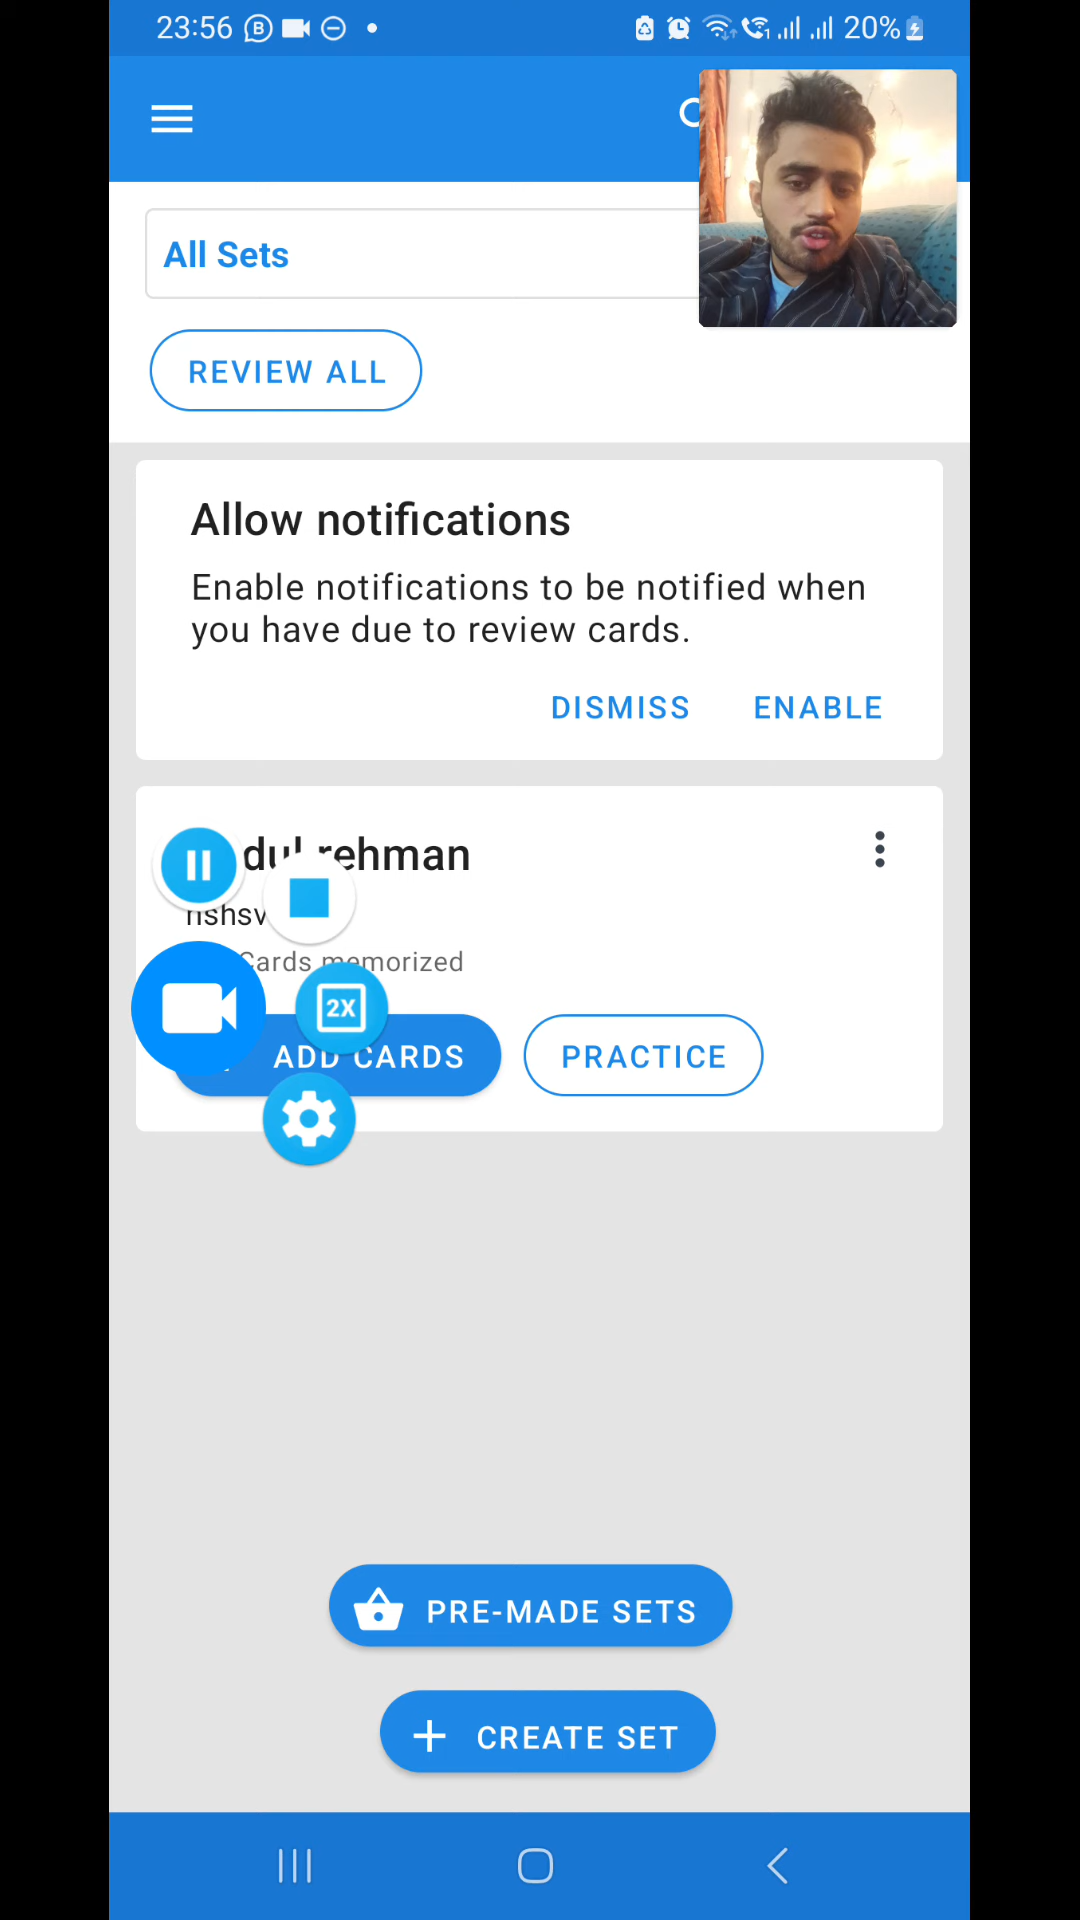 23:56 20%
All Sets
REVIEW ALL
Allow notifications
Enable notifications to be notified when
you have due to review cards.
DISMISS ENABLE
rehman
Cards memorized
2X
ADD CARDS PRACTICE
PRE-MADE SETS
CREATE SET